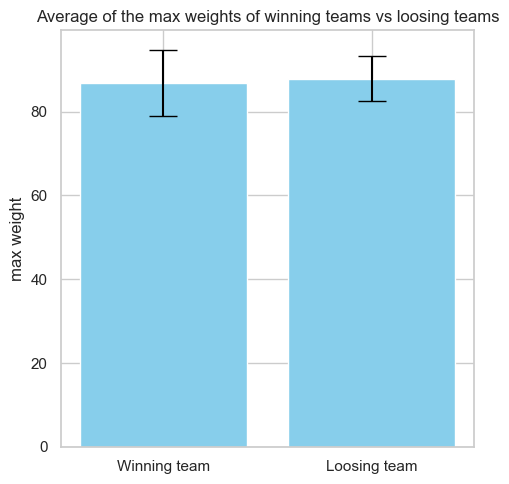 Average of the max weights of winning teams vs loosing teams
max weight
80
60
40
20
0
Winning team
Loosing team